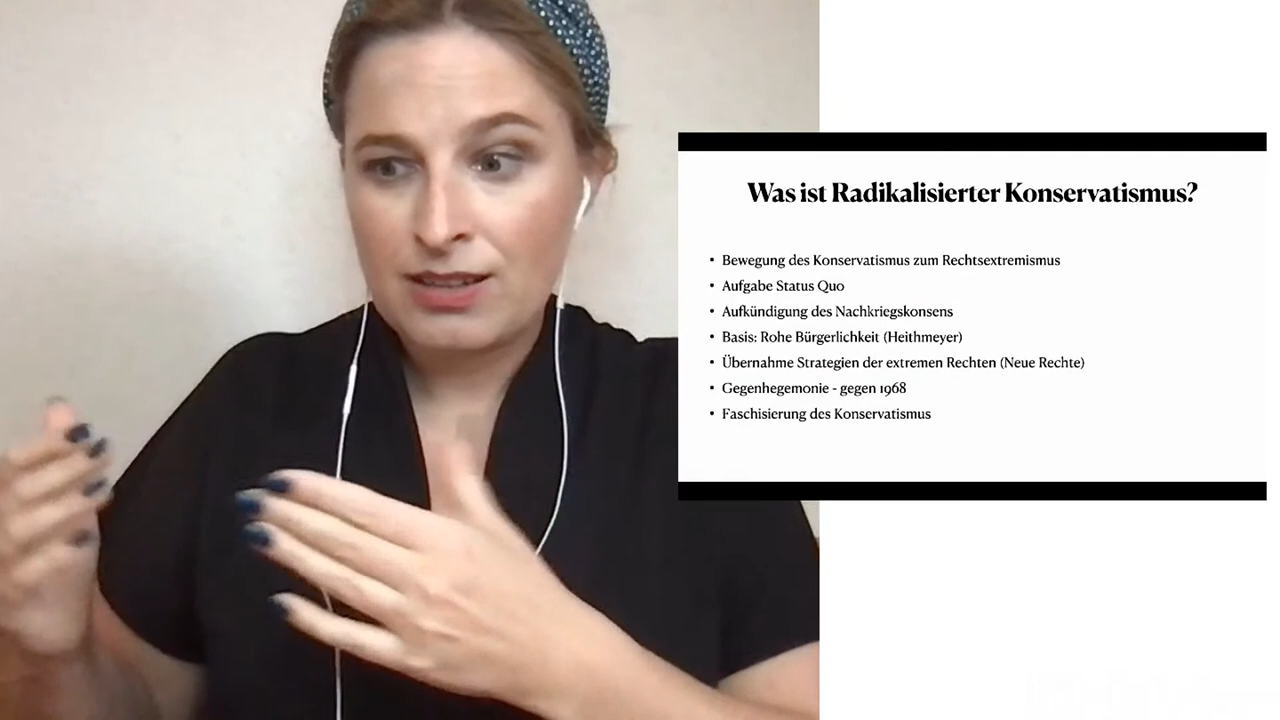 Was ist Radikalisierter Konservatismus?
• Bewegung des Konservatismus zum Rechtsextremismus
• Aufgabe Status Quo
• Aufkündigung des Nachkriegskonsens
• Basis: Rohe Bürgerlichkeit (Heithmeyer)
• Übernahme Strategien der extremen Rechten (Neue Rechte)
• Gegenhegemonie - gegen 1968
• Faschisierung des Konservatismus